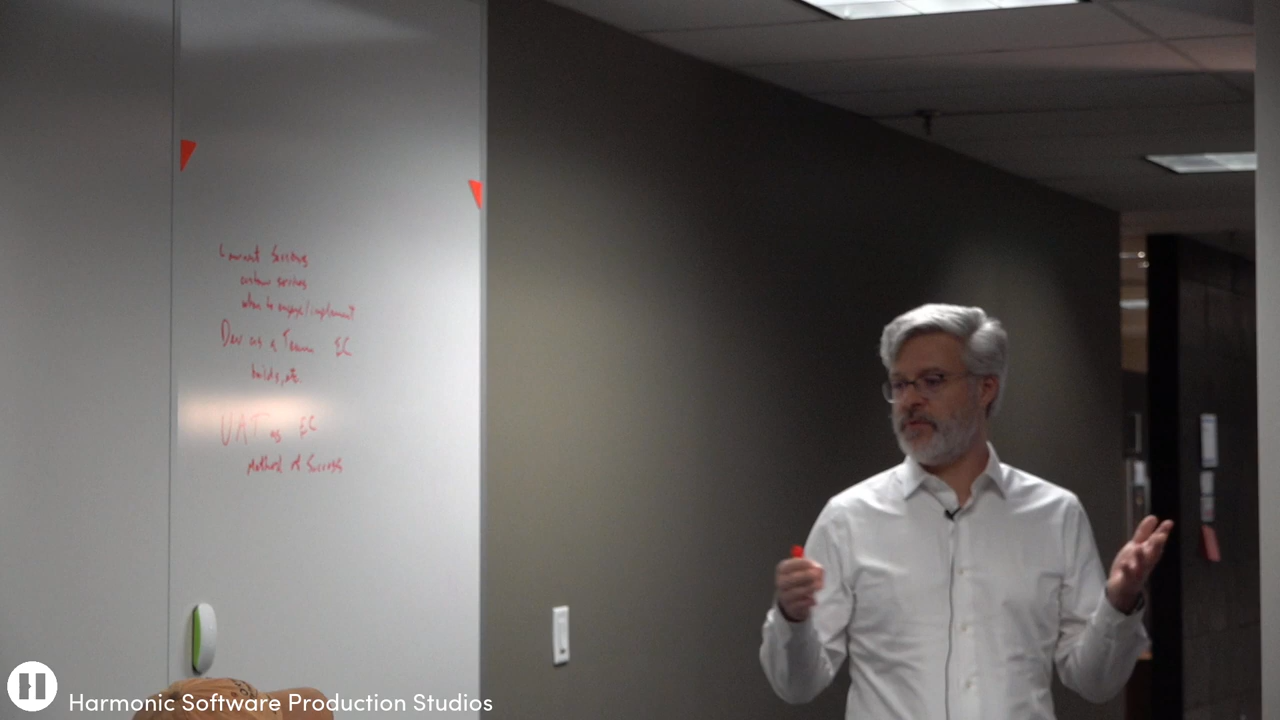 Current Services
custom services
when to engage/implement
Dev as a Team EC
builds, etc.
UAT as EC
Method of Success
Harmonic Software Production Studios